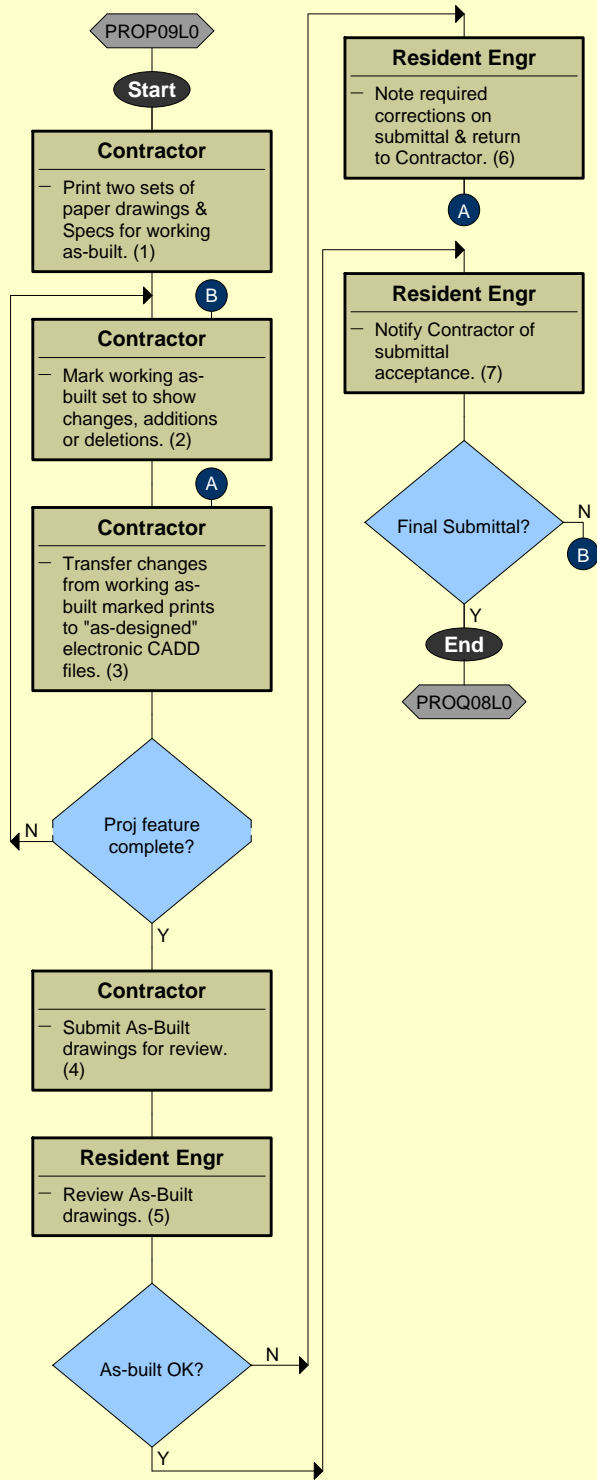 PROP09L0
Start
Contractor
— Print two sets of
paper drawings &
Specs for working
as-built. (1)
B
Contractor
— Mark working as-
built set to show
changes, additions
or deletions. (2)
A
Contractor
— Transfer changes
from working as-
built marked prints
to "as-designed"
electronic CADD
files. (3)
Proj feature
complete?
N
Y
Contractor
— Submit As-Built
drawings for review.
(4)
Resident Engr
— Review As-Built
drawings. (5)
As-built OK?
N
Y
Resident Engr
— Note required
corrections on
submittal & return
to Contractor. (6)
A
Resident Engr
— Notify Contractor of
submittal
acceptance. (7)
Final Submittal?
N
B
Y
End
PROQ08L0